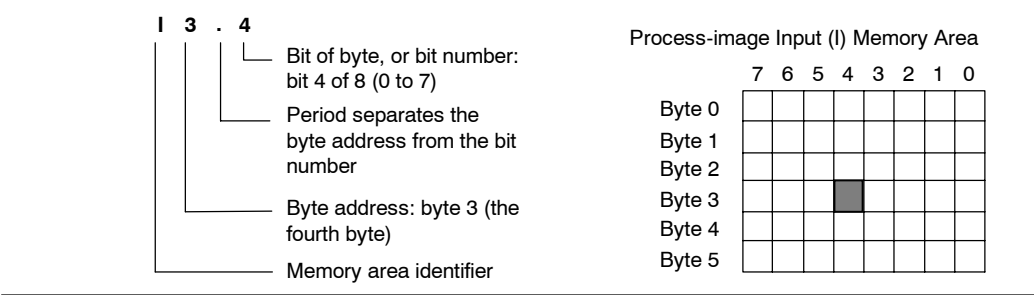 I 3 . 4
Bit of byte, or bit number:
bit 4 of 8 (0 to 7)
Period separates the
byte address from the bit
number
Byte address: byte 3 (the
fourth byte)
Memory area identifier
Process-image Input (I) Memory Area
7 6 5 4 3 2 1 0
Byte 0
Byte 1
Byte 2
Byte 3
Byte 4
Byte 5